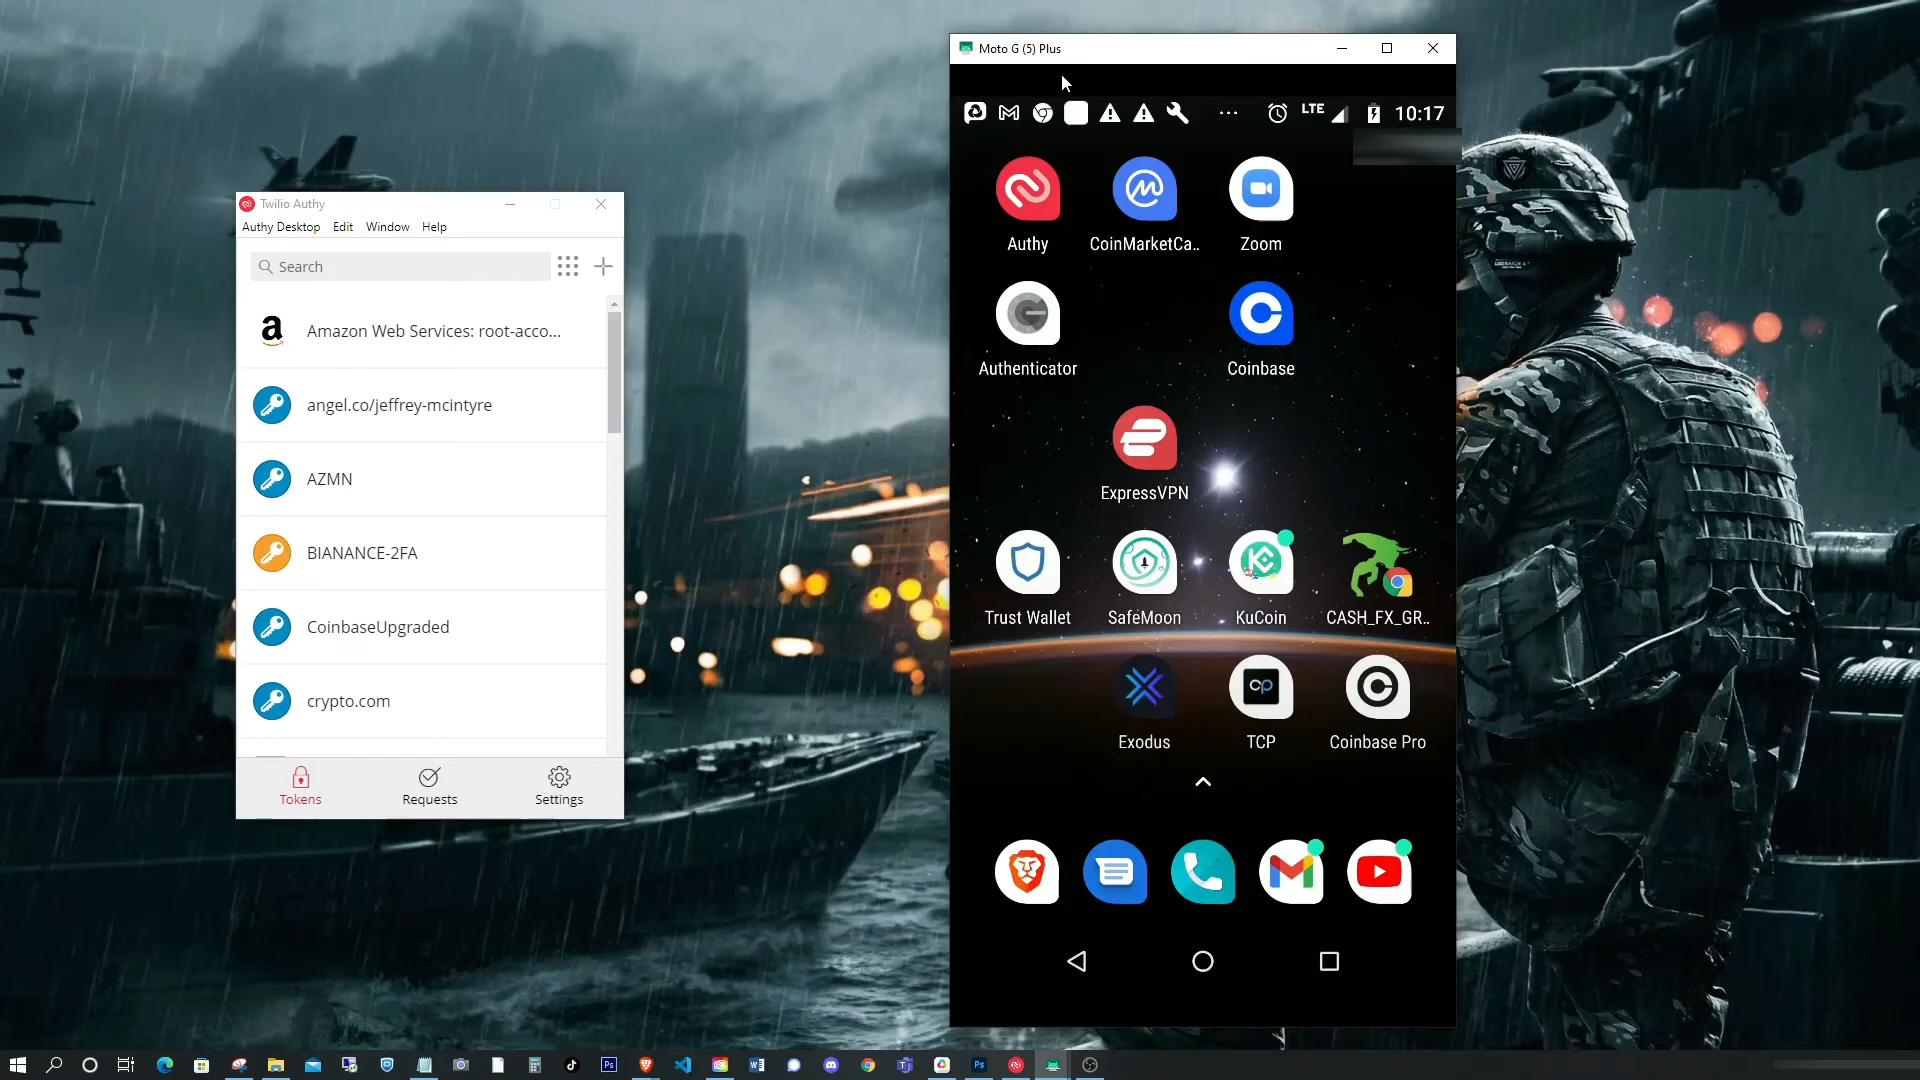 Twilio Authy
Authy Desktop Edit Window Help
Search
Amazon Web Services: root-acco...
angel.co/jeffrey-mcintyre
AZMN
BIANANCE-2FA
CoinbaseUpgraded
crypto.com
Tokens Requests Settings
Moto G (5) Plus
LTE 10:17
Authy CoinMarketCa.. Zoom
Authenticator Coinbase
ExpressVPN
Trust Wallet SafeMoon KuCoin CASH_FX_GR..
cp
Exodus TCP Coinbase Pro